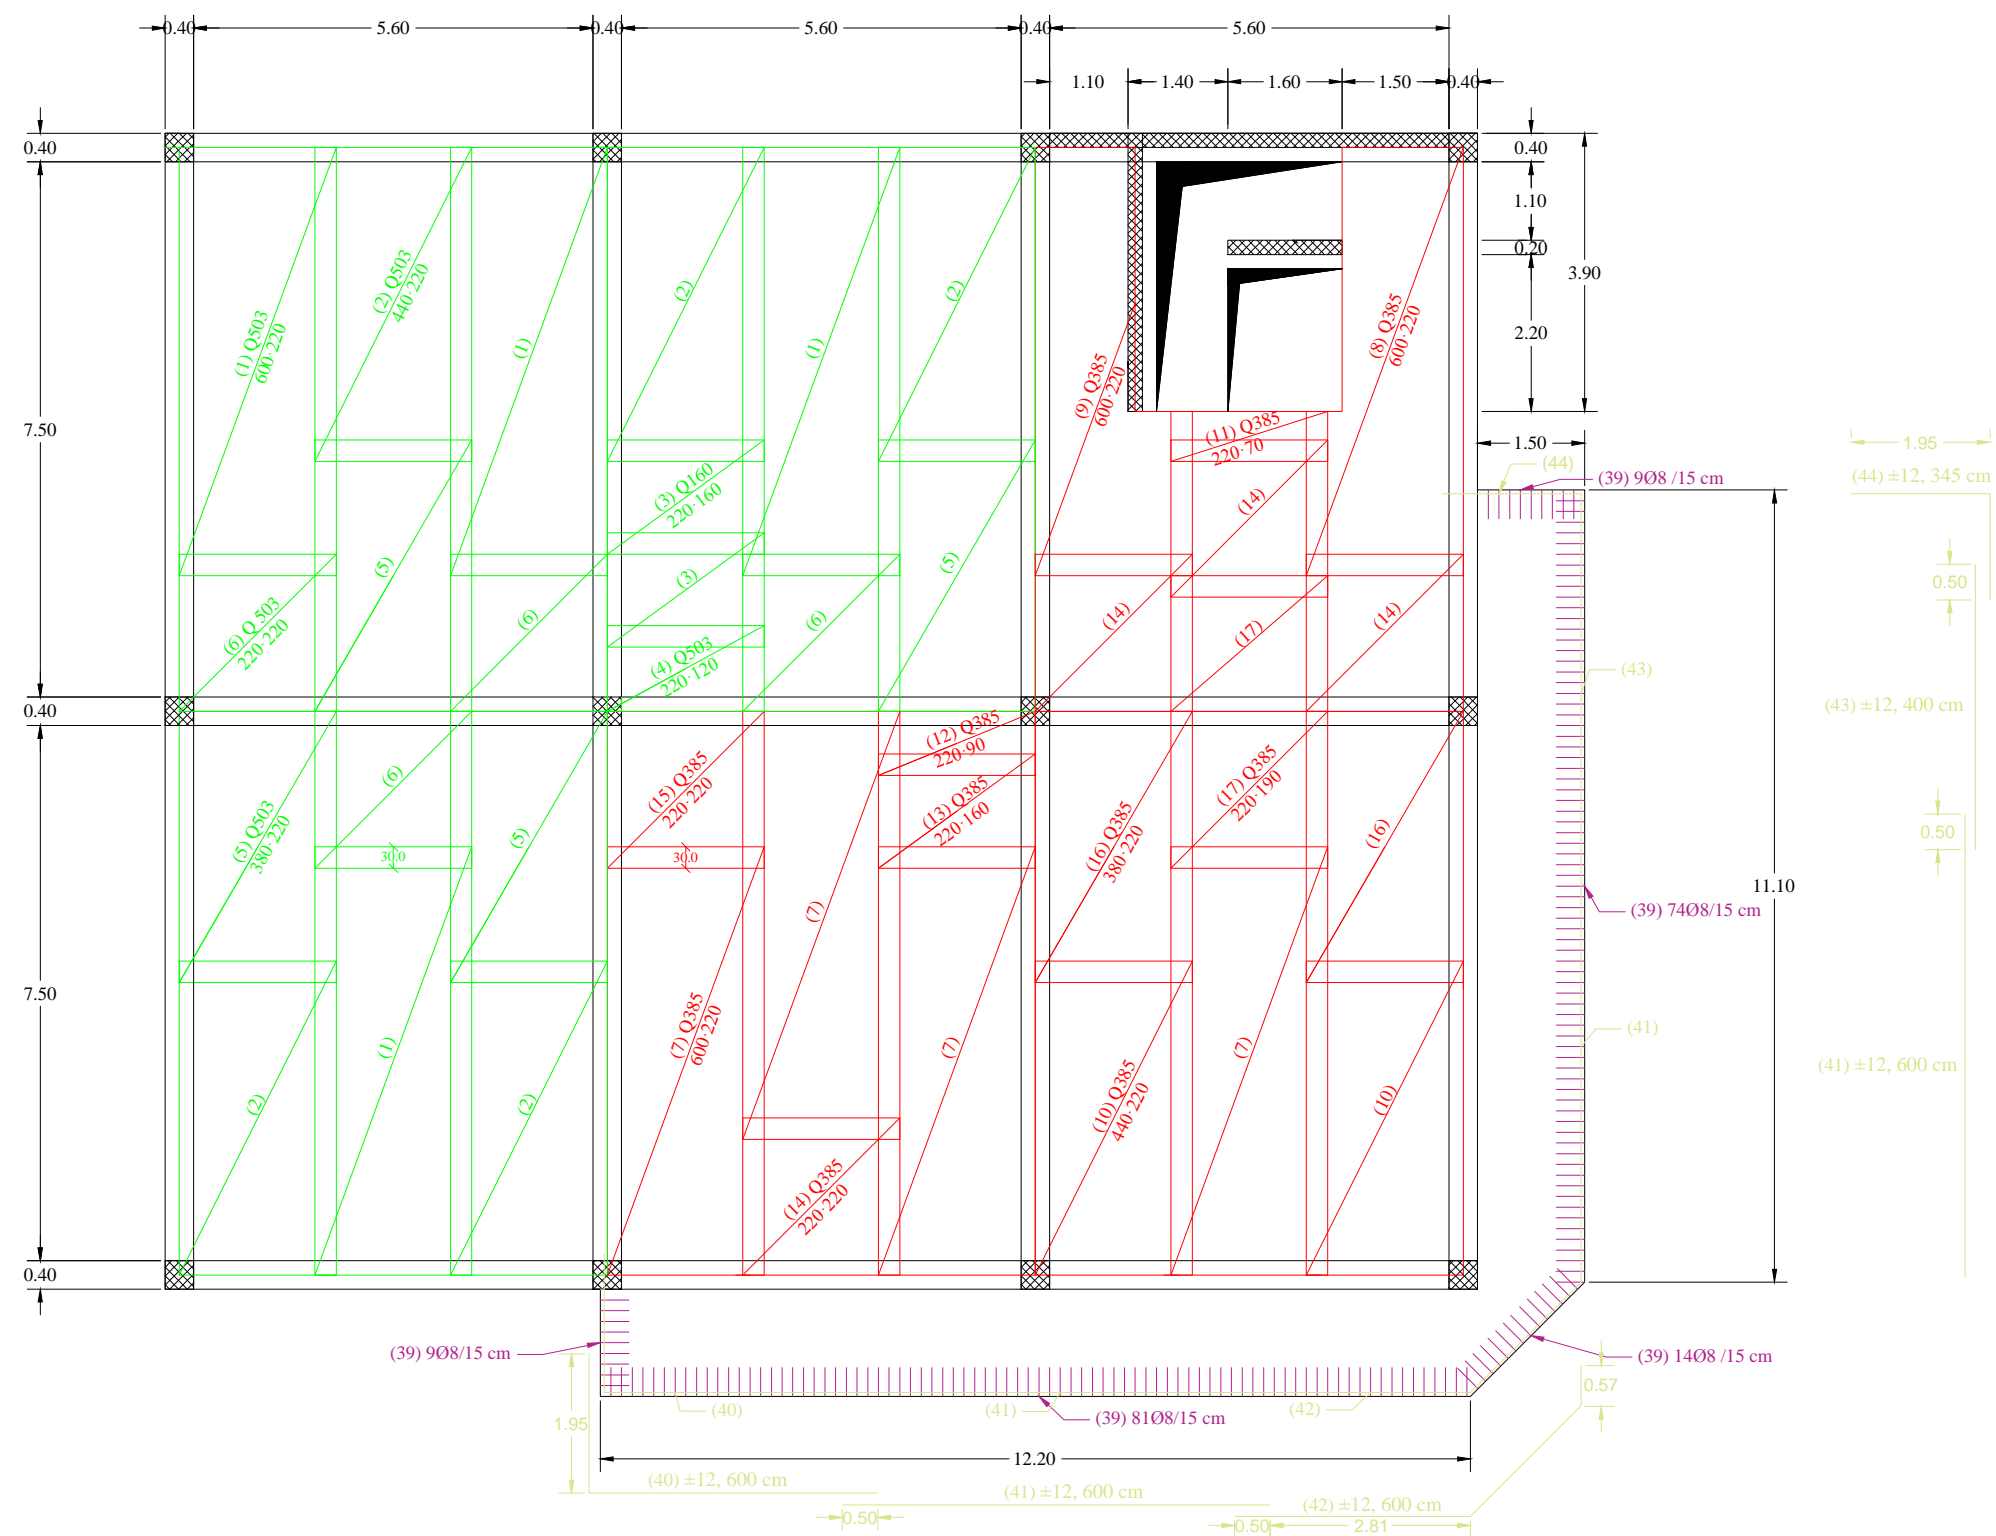 0.40
5.60
0.40
5.60
0.40
5.60
1.10
1.40
1.60
1.50
0.40
0.40
7.50
0.40
7.50
0.40
0.40
1.10
0.20
2.20
3.90
1.50
11.10
12.20
(1) Q503
600·220
(2) Q503
440·220
(1)
(2)
(1)
(2)
(3) Q160
220·160
(3)
(4) Q503
220·120
(5)
(5)
(6) Q 503
220·220
(6)
(6)
(5) Q503
380·220
(6)
(5)
30.0
(2)
(1)
(2)
(9) Q385
600·220
(8) Q385
600·220
(11) Q385
220·70
(14)
(14)
(17)
(14)
(12) Q385
220·90
(13) Q385
220·160
(15) Q385
220·220
30.0
(7)
(7) Q385
600·220
(7)
(14) Q385
220·220
(16) Q385
380·220
(17) Q385
220·190
(16)
(10) Q385
440·220
(7)
(10)
(44)
(39) 9Ø8 /15 cm
1.95
(44) ±12, 345 cm
0.50
(43)
(43) ±12, 400 cm
0.50
(39) 74Ø8/15 cm
(41)
(41) ±12, 600 cm
(39) 9Ø8/15 cm
(39) 14Ø8 /15 cm
0.57
1.95
(40)
(41)
(42)
(39) 81Ø8/15 cm
(40) ±12, 600 cm
(41) ±12, 600 cm
(42) ±12, 600 cm
0.50
0.50
2.81